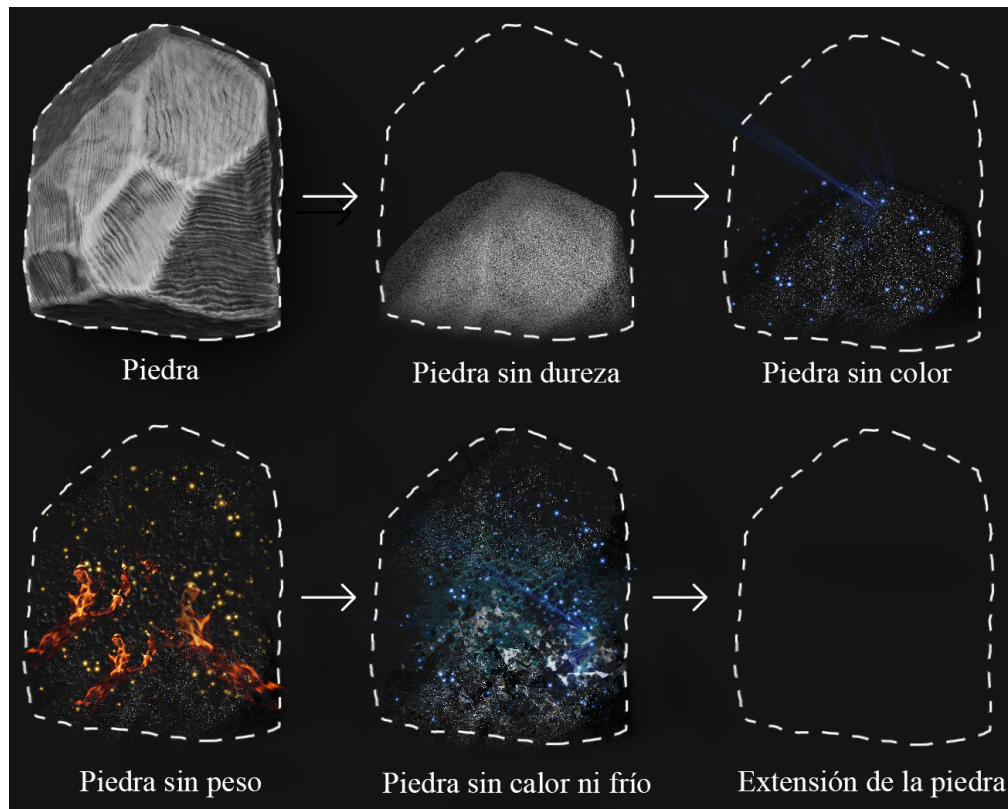 Piedra
Piedra sin dureza
Piedra sin color
Piedra sin peso
Piedra sin calor ni frío
Extensión de la piedra